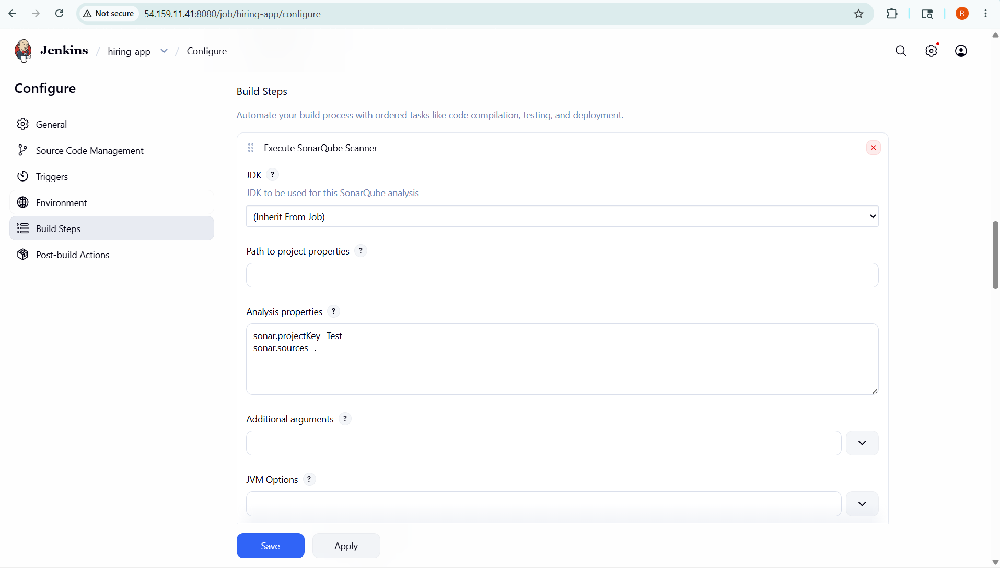 Not secure 54.159.11.41:8080/job/hiring-app/configure R
Jenkins / hiring-app / Configure
Configure
General
Source Code Management
Triggers
Environment
Build Steps
Post-build Actions
Build Steps
Automate your build process with ordered tasks like code compilation, testing, and deployment.
Execute SonarQube Scanner
JDK ?
JDK to be used for this SonarQube analysis
(Inherit From Job)
Path to project properties ?
Analysis properties ?
sonar.projectKey=Test
sonar.sources=.
Additional arguments ?
JVM Options ?
Save Apply